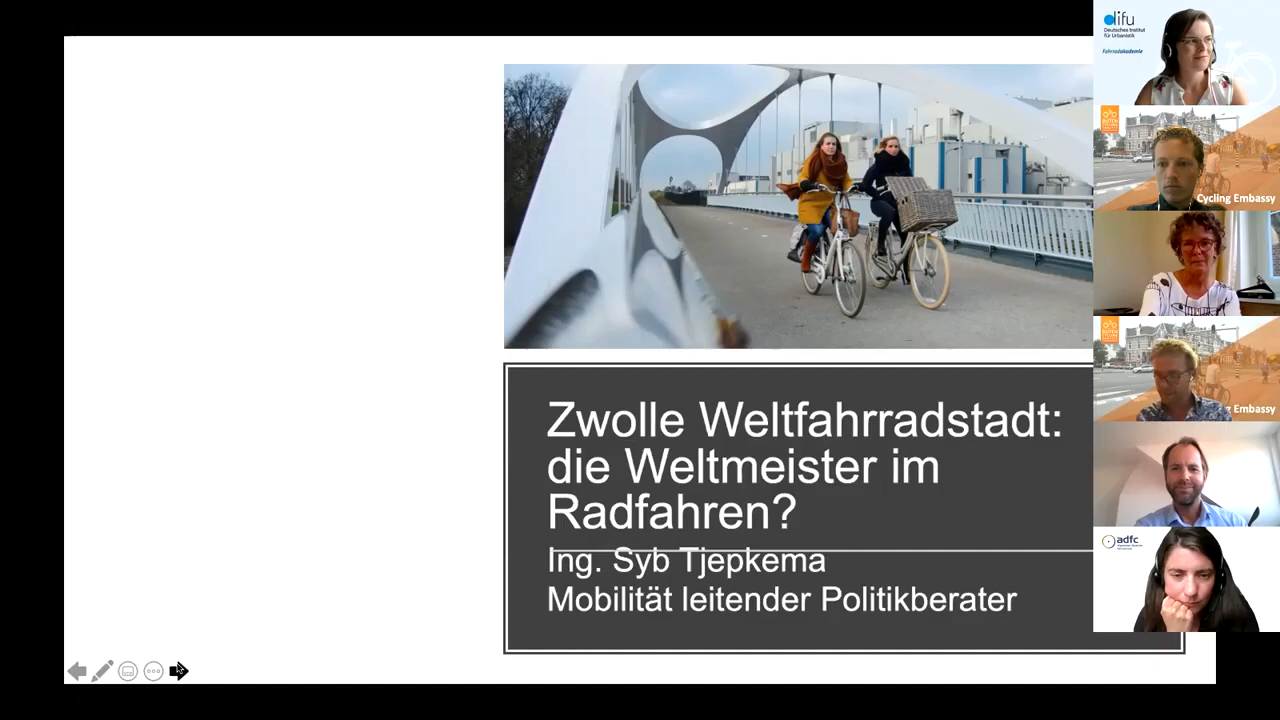 difu
Deutsches Institut
für Urbanistik
Fahrradakademie
Cycling Embassy
Embassy
adfc
Zwolle Weltfahrradstadt:
die Weltmeister im
Radfahren?
Ing. Syb Tjepkema
Mobilität leitender Politikberater